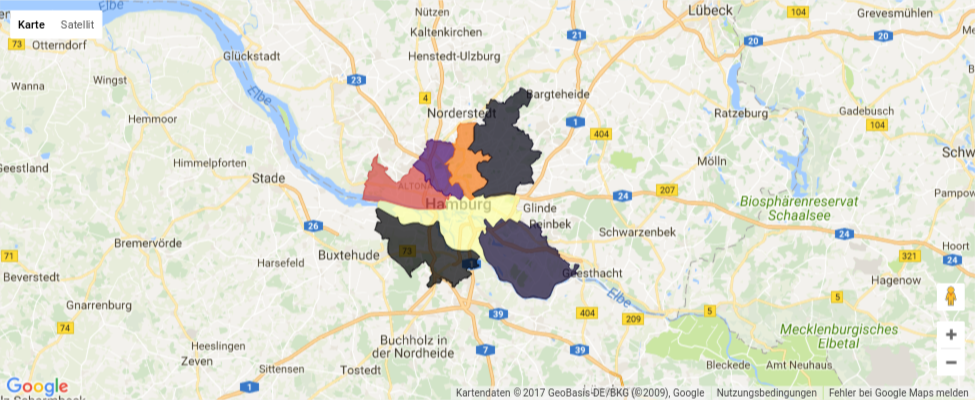 Elbe
Nützen
Lübeck
104
Grevesmühlen
Karte
Satellit
Kaltenkirchen
21
20
20
73
Otterndorf
Glückstadt
Henstedt-Ulzburg
Wanna
Wingst
23
Elbe
4
Bargteheide
Hemmoor
Norderstedt
1
Ratzeburg
Gadebusch
104
404
Geestland
Himmelpforten
Mölln
Schw
Stade
ALTONA
24
207
Pampow
Hamburg
Glinde
Biosphärenreservat
Schaalsee
26
Reinbek
Schwarzenbek
24
Bremervörde
73
Hoort
71
Buxtehude
321
24
Harsefeld
1
Geesthacht
Beverstedt
Hagenow
Elbe
5
Gnarrenburg
39
404
209
5
74
Mecklenburgisches
Elbetal
Buchholz in
der Nordheide
Heeslingen
7
39
Zeven
Sittensen
Tostedt
Bleckede
Amt Neuhaus
1
Google
Kartendaten © 2017 GeoBasis-DE/BKG (©2009), Google
Nutzungsbedingungen
Fehler bei Google Maps melden